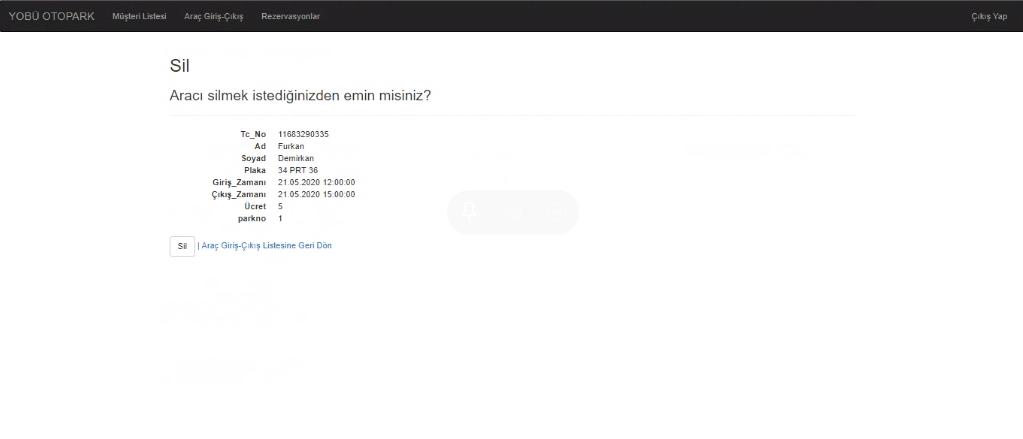 YOBÜ OTOPARK Müşteri Listesi Araç Giriş-Çıkış Rezervasyonlar Çıkış Yap
Sil
Aracı silmek istediğinizden emin misiniz?
Tc_No 11683290335
Ad Furkan
Soyad Demirkan
Plaka 34 PRT 36
Giriş_Zamanı 21.05.2020 12:00:00
Çıkış_Zamanı 21.05.2020 15:00:00
Ücret 5
parkno 1
Sil | Araç Giriş-Çıkış Listesine Geri Dön